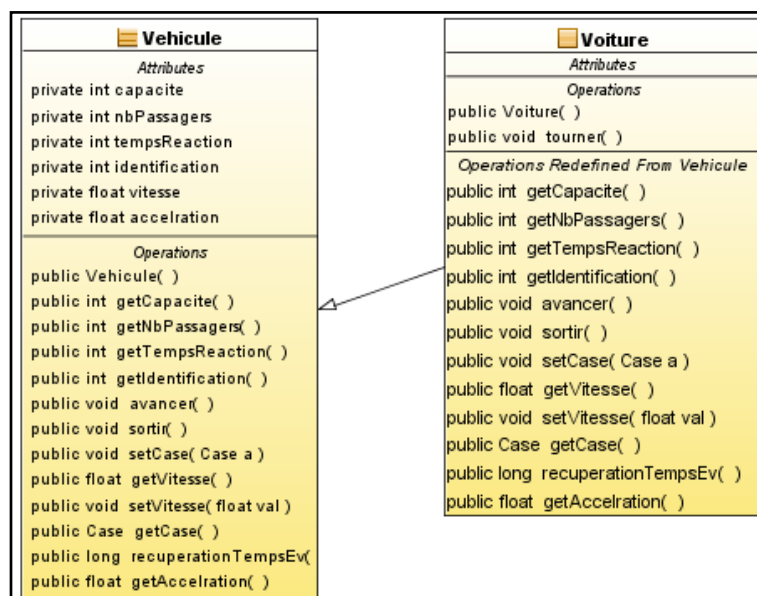 Vehicule
Attributes
private int capacite
private int nbPassagers
private int tempsReaction
private int identification
private float vitesse
private float accelration
Operations
public Vehicule( )
public int getCapacite( )
public int getNbPassagers( )
public int getTempsReaction( )
public int getIdentification( )
public void avancer( )
public void sortir( )
public void setCase( Case a )
public float getVitesse( )
public void setVitesse( float val )
public Case getCase( )
public long recuperationTempsEv(
public float getAccelration( )
Voiture
Attributes
Operations
public Voiture( )
public void tourner( )
Operations Redefined From Vehicule
public int getCapacite( )
public int getNbPassagers( )
public int getTempsReaction( )
public int getIdentification( )
public void avancer( )
public void sortir( )
public void setCase( Case a )
public float getVitesse( )
public void setVitesse( float val )
public Case getCase( )
public long recuperationTempsEv( )
public float getAccelration( )